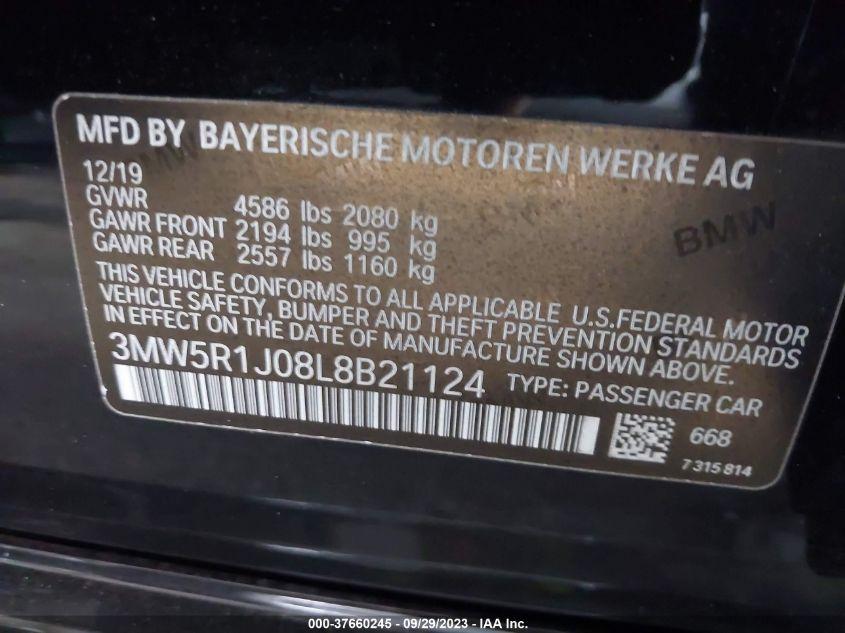 MFD BY BAYERISCHE MOTOREN WERKE AG
BMW
12/19
GVWR 4586 lbs 2080 kg
GAWR FRONT 2194 lbs 995 kg
GAWR REAR 2557 lbs 1160 kg
BMW
THIS VEHICLE CONFORMS TO ALL APPLICABLE U.S.FEDERAL MOTOR
VEHICLE SAFETY, BUMPER AND THEFT PREVENTION STANDARDS
IN EFFECT ON THE DATE OF MANUFACTURE SHOWN ABOVE.
3MW5R1J08L8B21124 TYPE: PASSENGER CAR
668
7 315 814
000-37660245 - 09/29/2023 - IAA Inc.